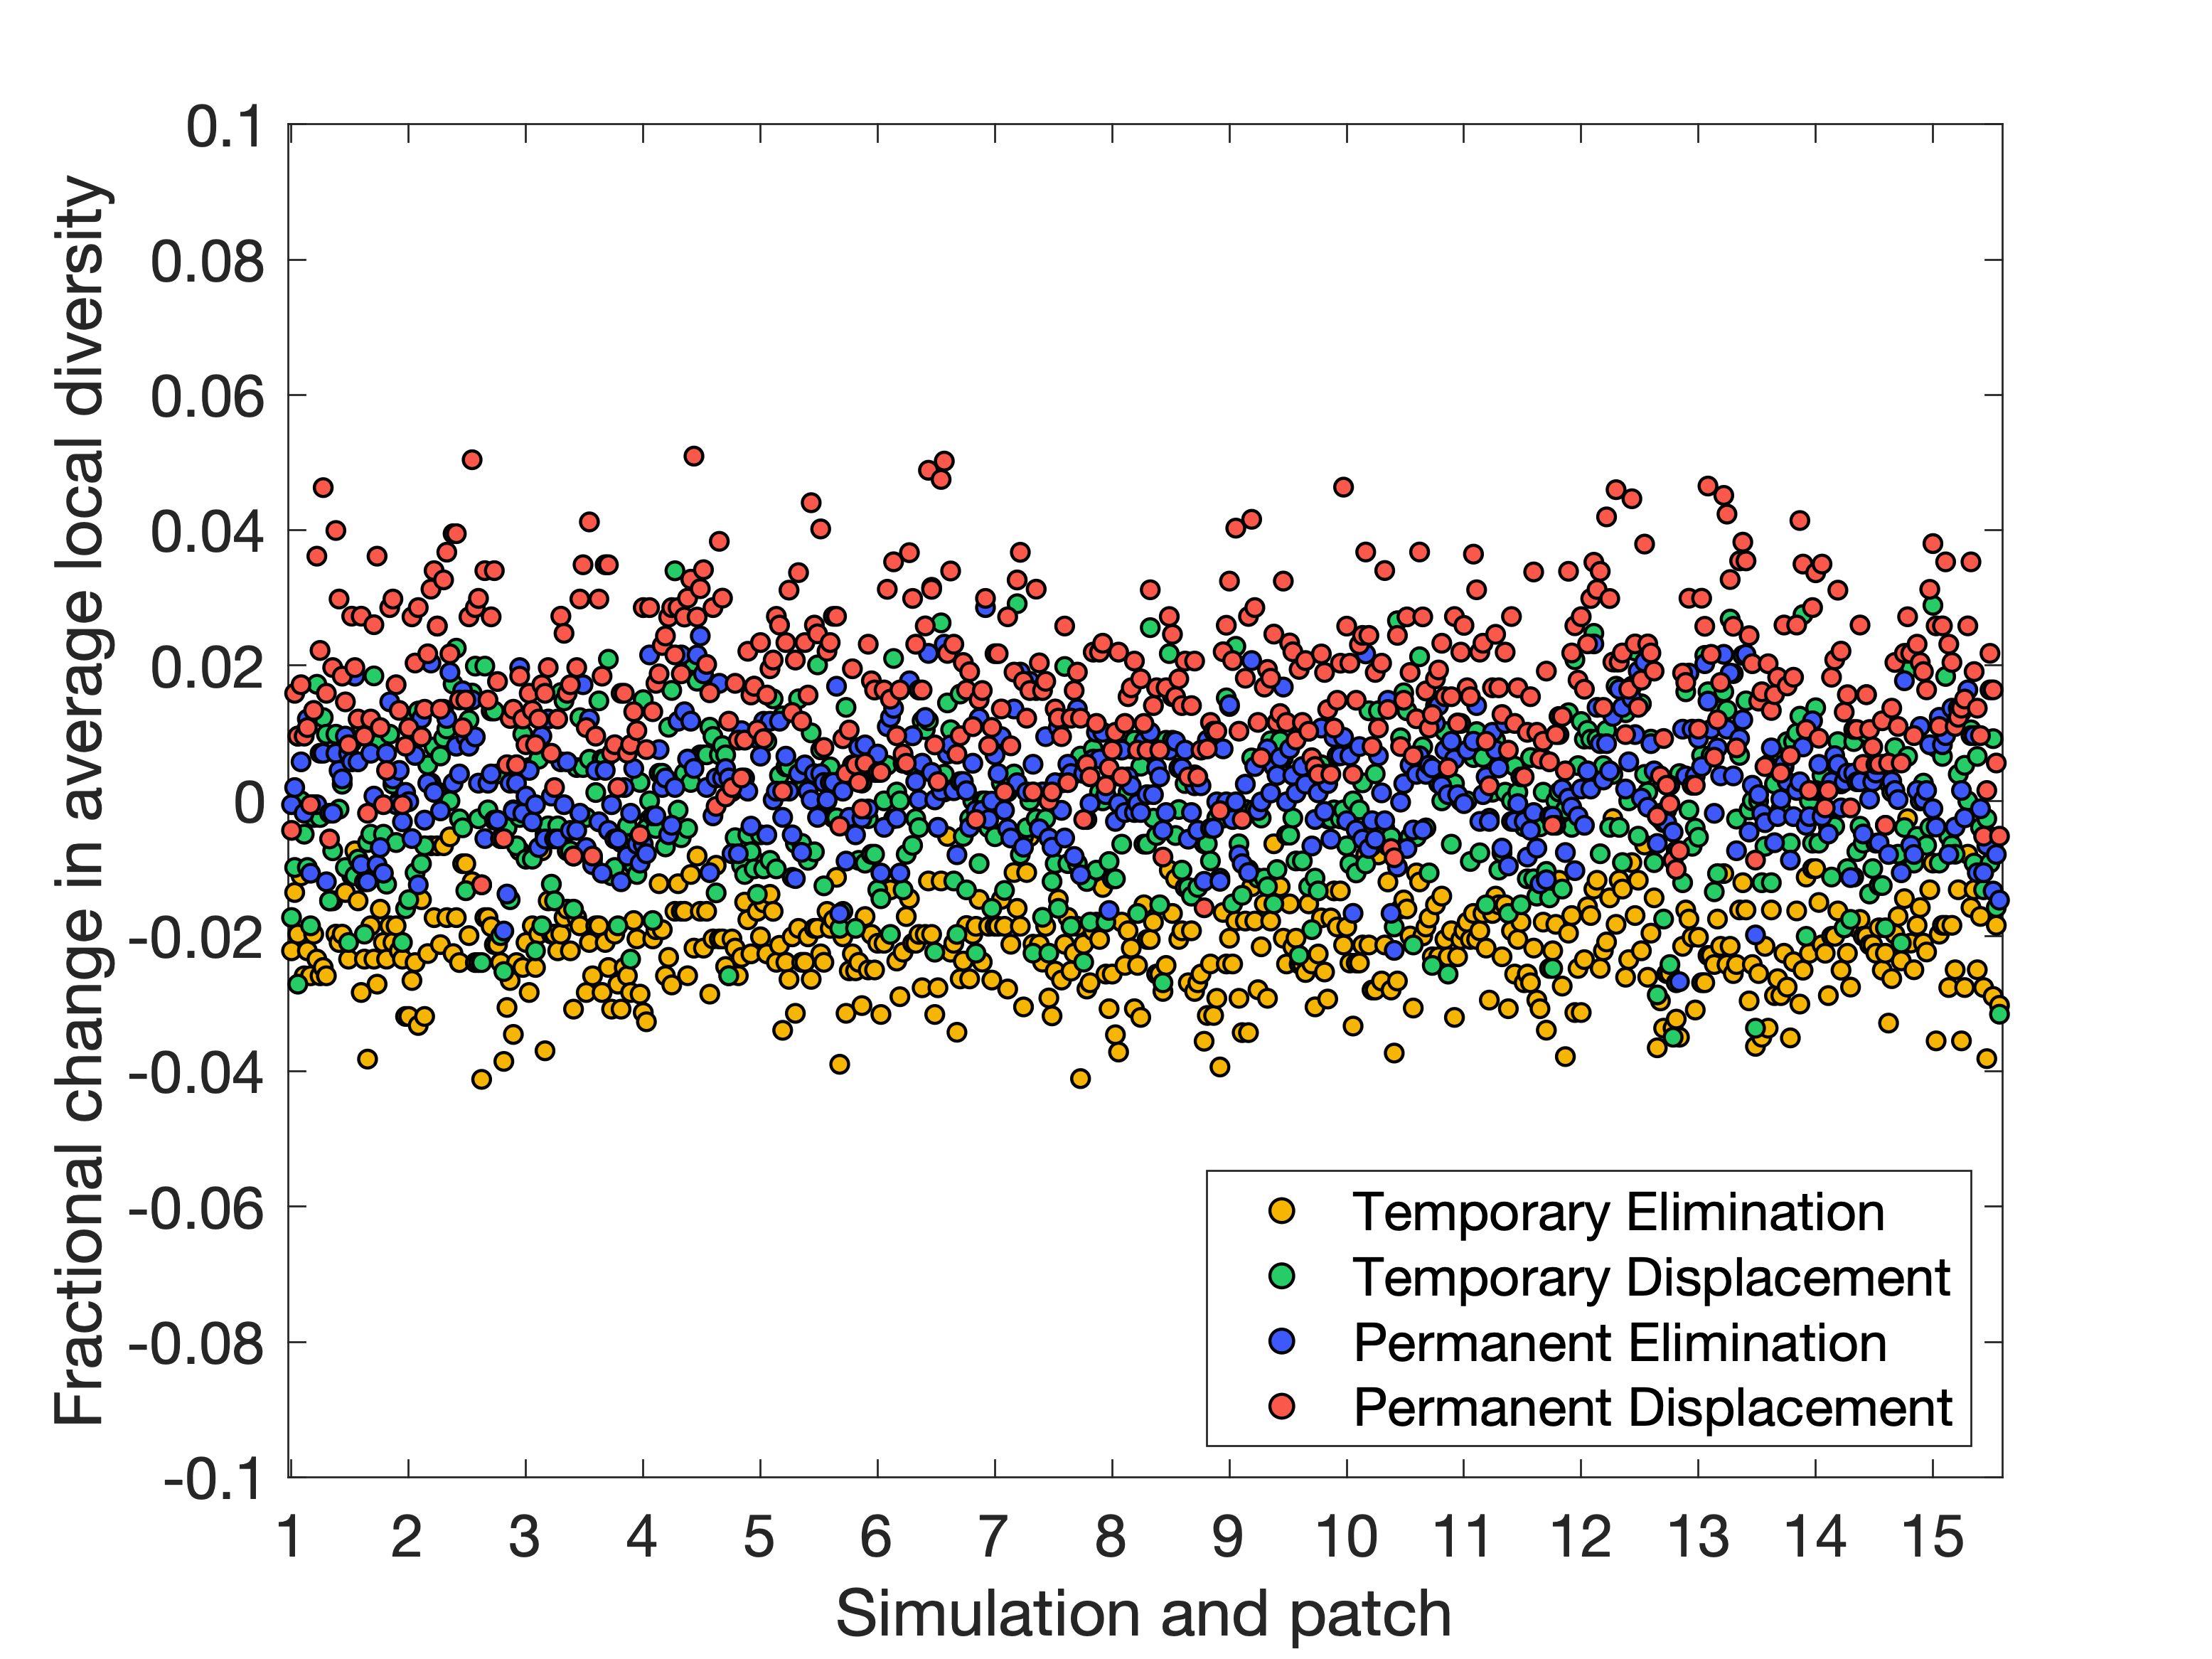 Fractional change in average local diversity
0.1
0.08
0.06
0.04
0.02
0
-0.02
-0.04
-0.06
-0.08
-0.1
Temporary Elimination
Temporary Displacement
Permanent Elimination
Permanent Displacement
1 2 3 4 5 6 7 8 9 10 11 12 13 14 15
Simulation and patch